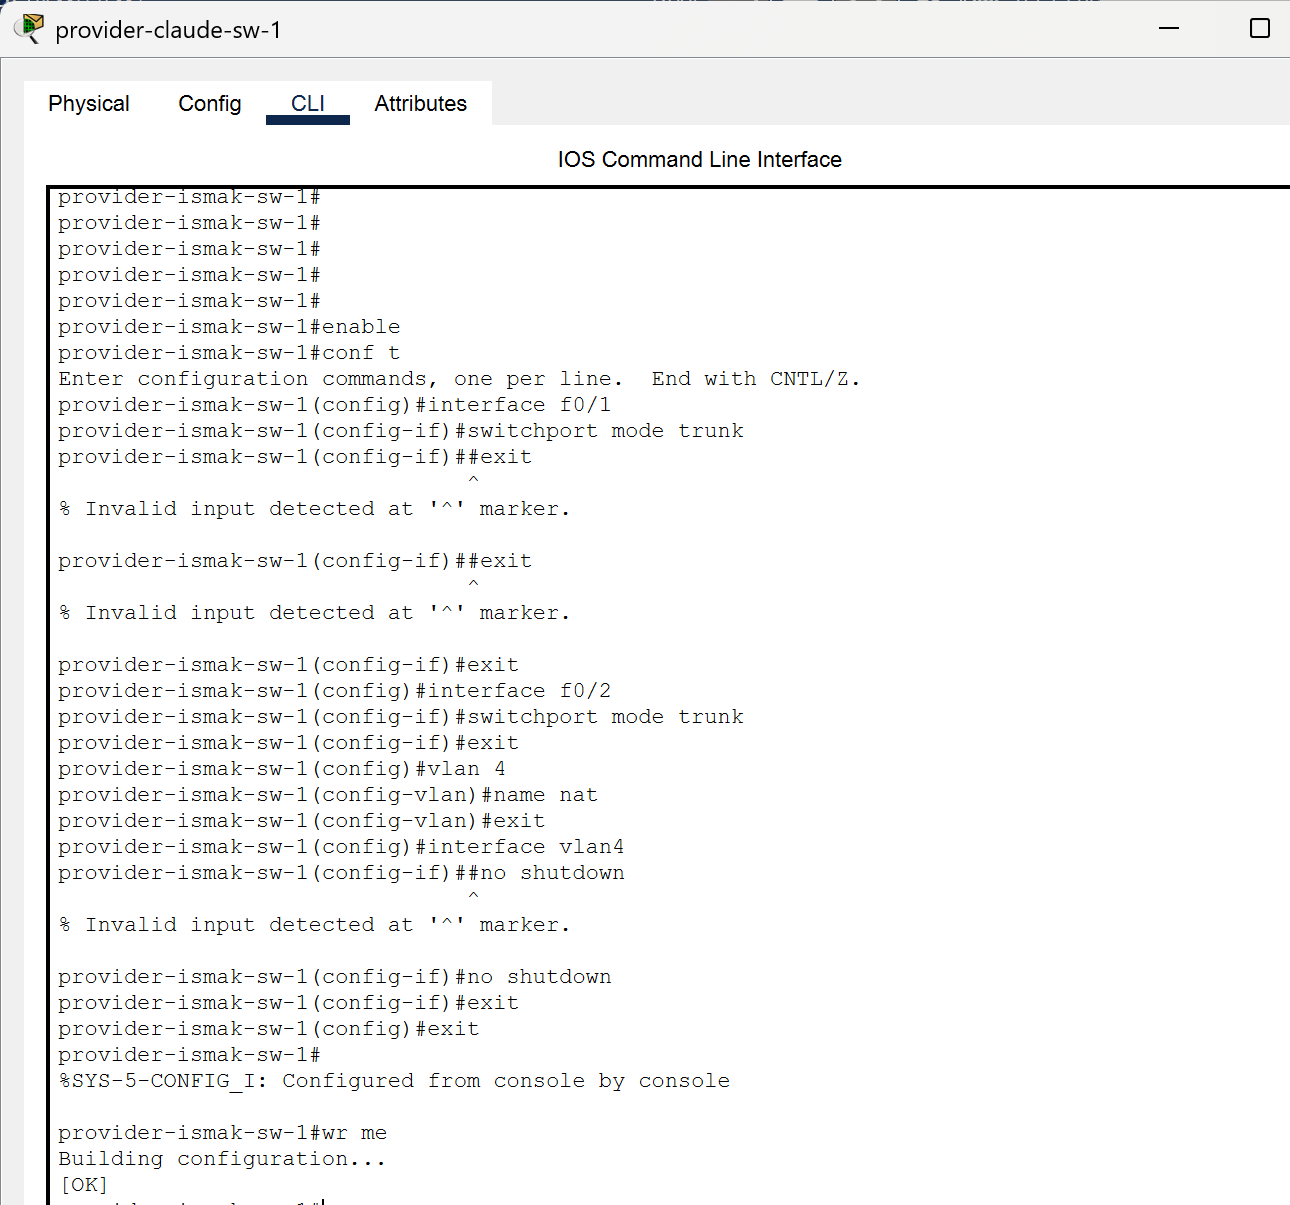 provider-claude-sw-1
Physical Config CLI Attributes
IOS Command Line Interface
provider-ismak-sw-1#
provider-ismak-sw-1#
provider-ismak-sw-1#
provider-ismak-sw-1#
provider-ismak-sw-1#
provider-ismak-sw-1#enable
provider-ismak-sw-1#conf t
Enter configuration commands, one per line.  End with CNTL/Z.
provider-ismak-sw-1(config)#interface f0/1
provider-ismak-sw-1(config-if)#switchport mode trunk
provider-ismak-sw-1(config-if)##exit
^
% Invalid input detected at '^' marker.
provider-ismak-sw-1(config-if)##exit
^
% Invalid input detected at '^' marker.
provider-ismak-sw-1(config-if)#exit
provider-ismak-sw-1(config)#interface f0/2
provider-ismak-sw-1(config-if)#switchport mode trunk
provider-ismak-sw-1(config-if)#exit
provider-ismak-sw-1(config)#vlan 4
provider-ismak-sw-1(config-vlan)#name nat
provider-ismak-sw-1(config-vlan)#exit
provider-ismak-sw-1(config)#interface vlan4
provider-ismak-sw-1(config-if)##no shutdown
^
% Invalid input detected at '^' marker.
provider-ismak-sw-1(config-if)#no shutdown
provider-ismak-sw-1(config-if)#exit
provider-ismak-sw-1(config)#exit
provider-ismak-sw-1#
%SYS-5-CONFIG_I: Configured from console by console
provider-ismak-sw-1#wr me
Building configuration...
[OK]